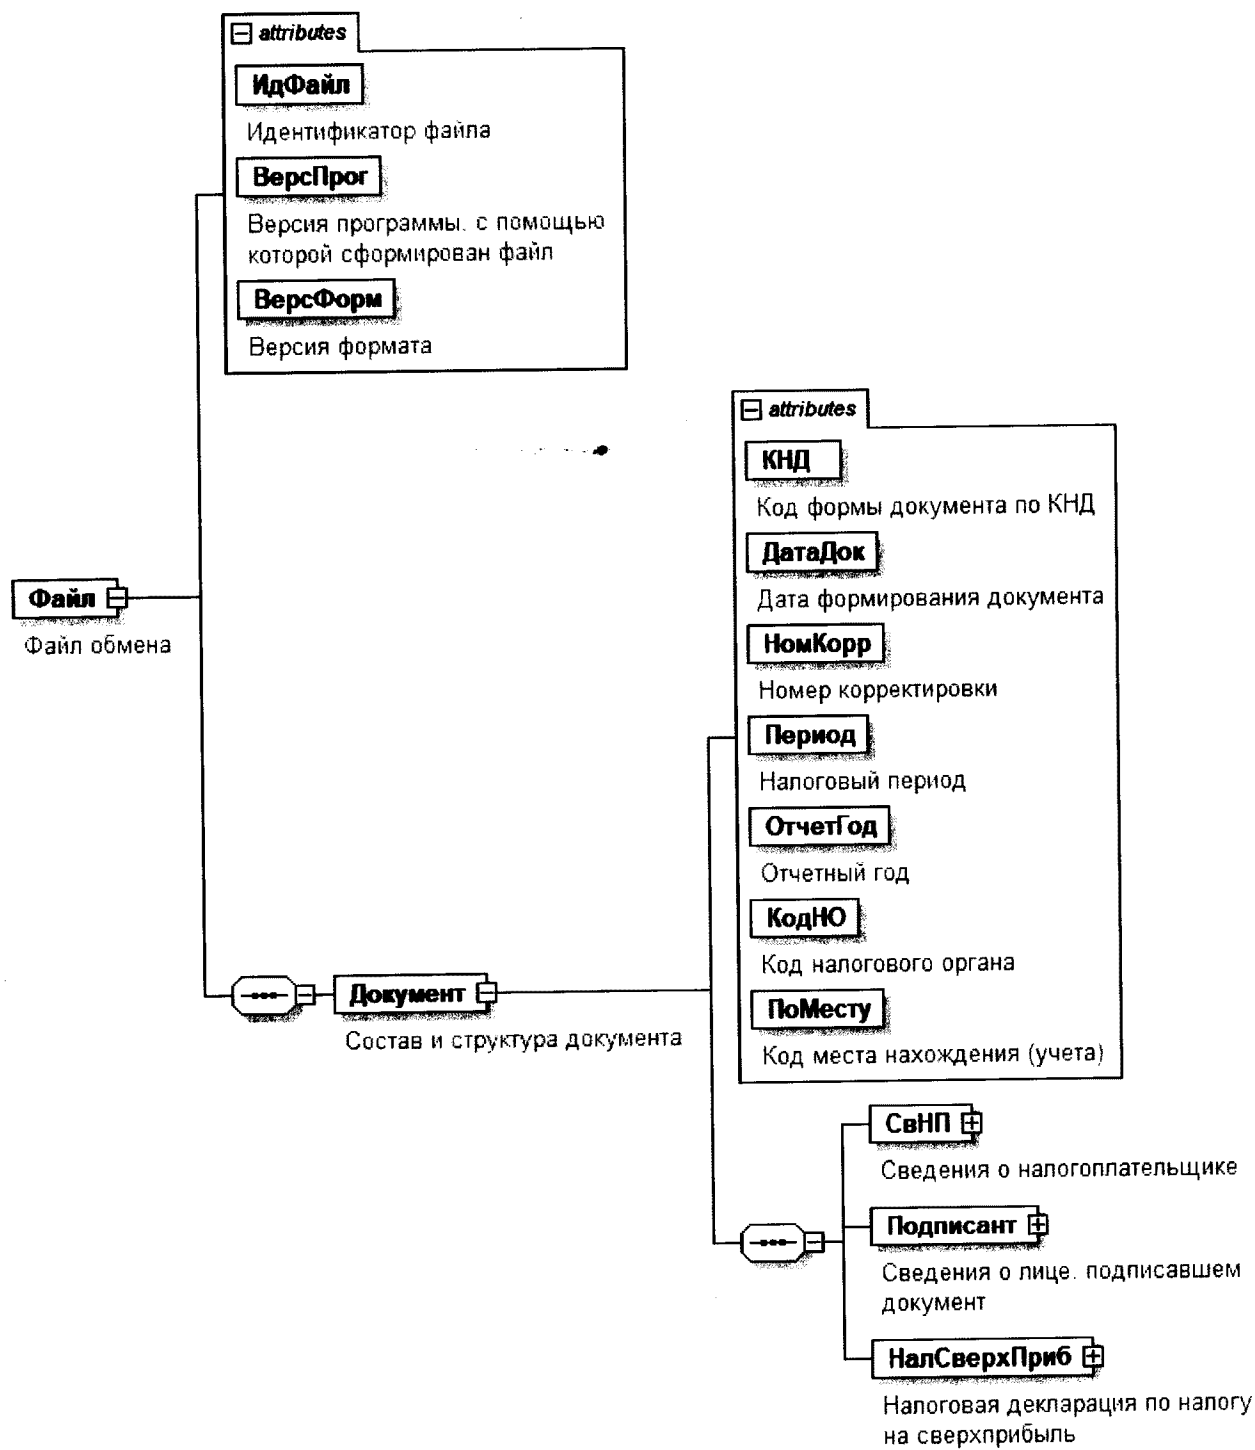 attributes
ИдФайл
Идентификатор файла
ВерсПрог
Версия программы. с помощью
которой сформирован файл
ВерсФорм
Версия формата
Файл
Файл обмена
Документ
Состав и структура документа
attributes
КНД
Код формы документа по КНД
ДатаДок
Дата формирования документа
НомКорр
Номер корректировки
Период
Налоговый период
ОтчетГод
Отчетный год
КодНО
Код налогового органа
ПоМесту
Код места нахождения (учета)
СвНП
Сведения о налогоплательщике
Подписант
Сведения о лице. подписавшем
документ
НалСверхПриб
Налоговая декларация по налогу
на сверхприбыль